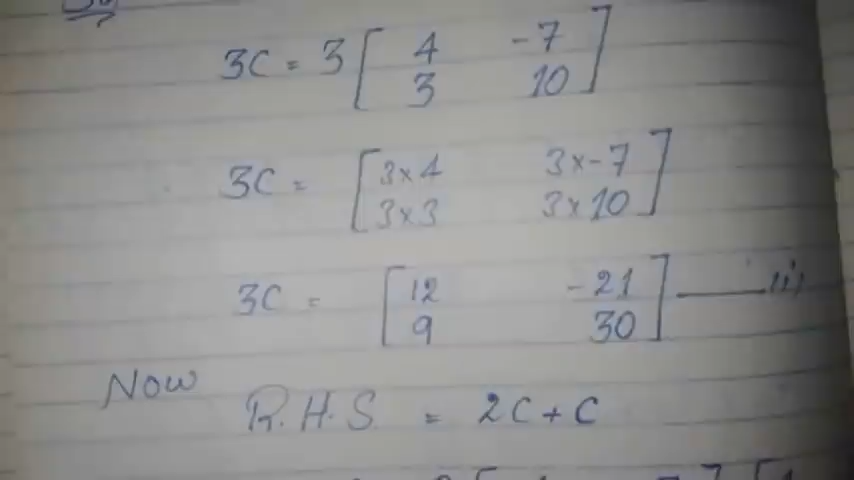 3C = 3 [ 4 -7
3 10 ]
3C = [ 3×4 3×-7
3×3 3×10 ]
3C = [ 12 -21
9 30 ] ——— (i)
Now
R.H.S. = 2C + C